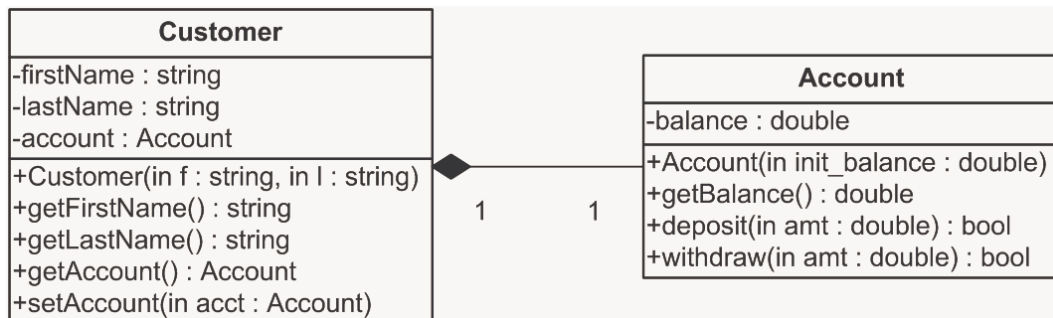 Customer
-firstName : string
-lastName : string
-account : Account
+Customer(in f : string, in l : string)
+getFirstName() : string
+getLastName() : string
+getAccount() : Account
+setAccount(in acct : Account)
1
1
Account
-balance : double
+Account(in init_balance : double)
+getBalance() : double
+deposit(in amt : double) : bool
+withdraw(in amt : double) : bool